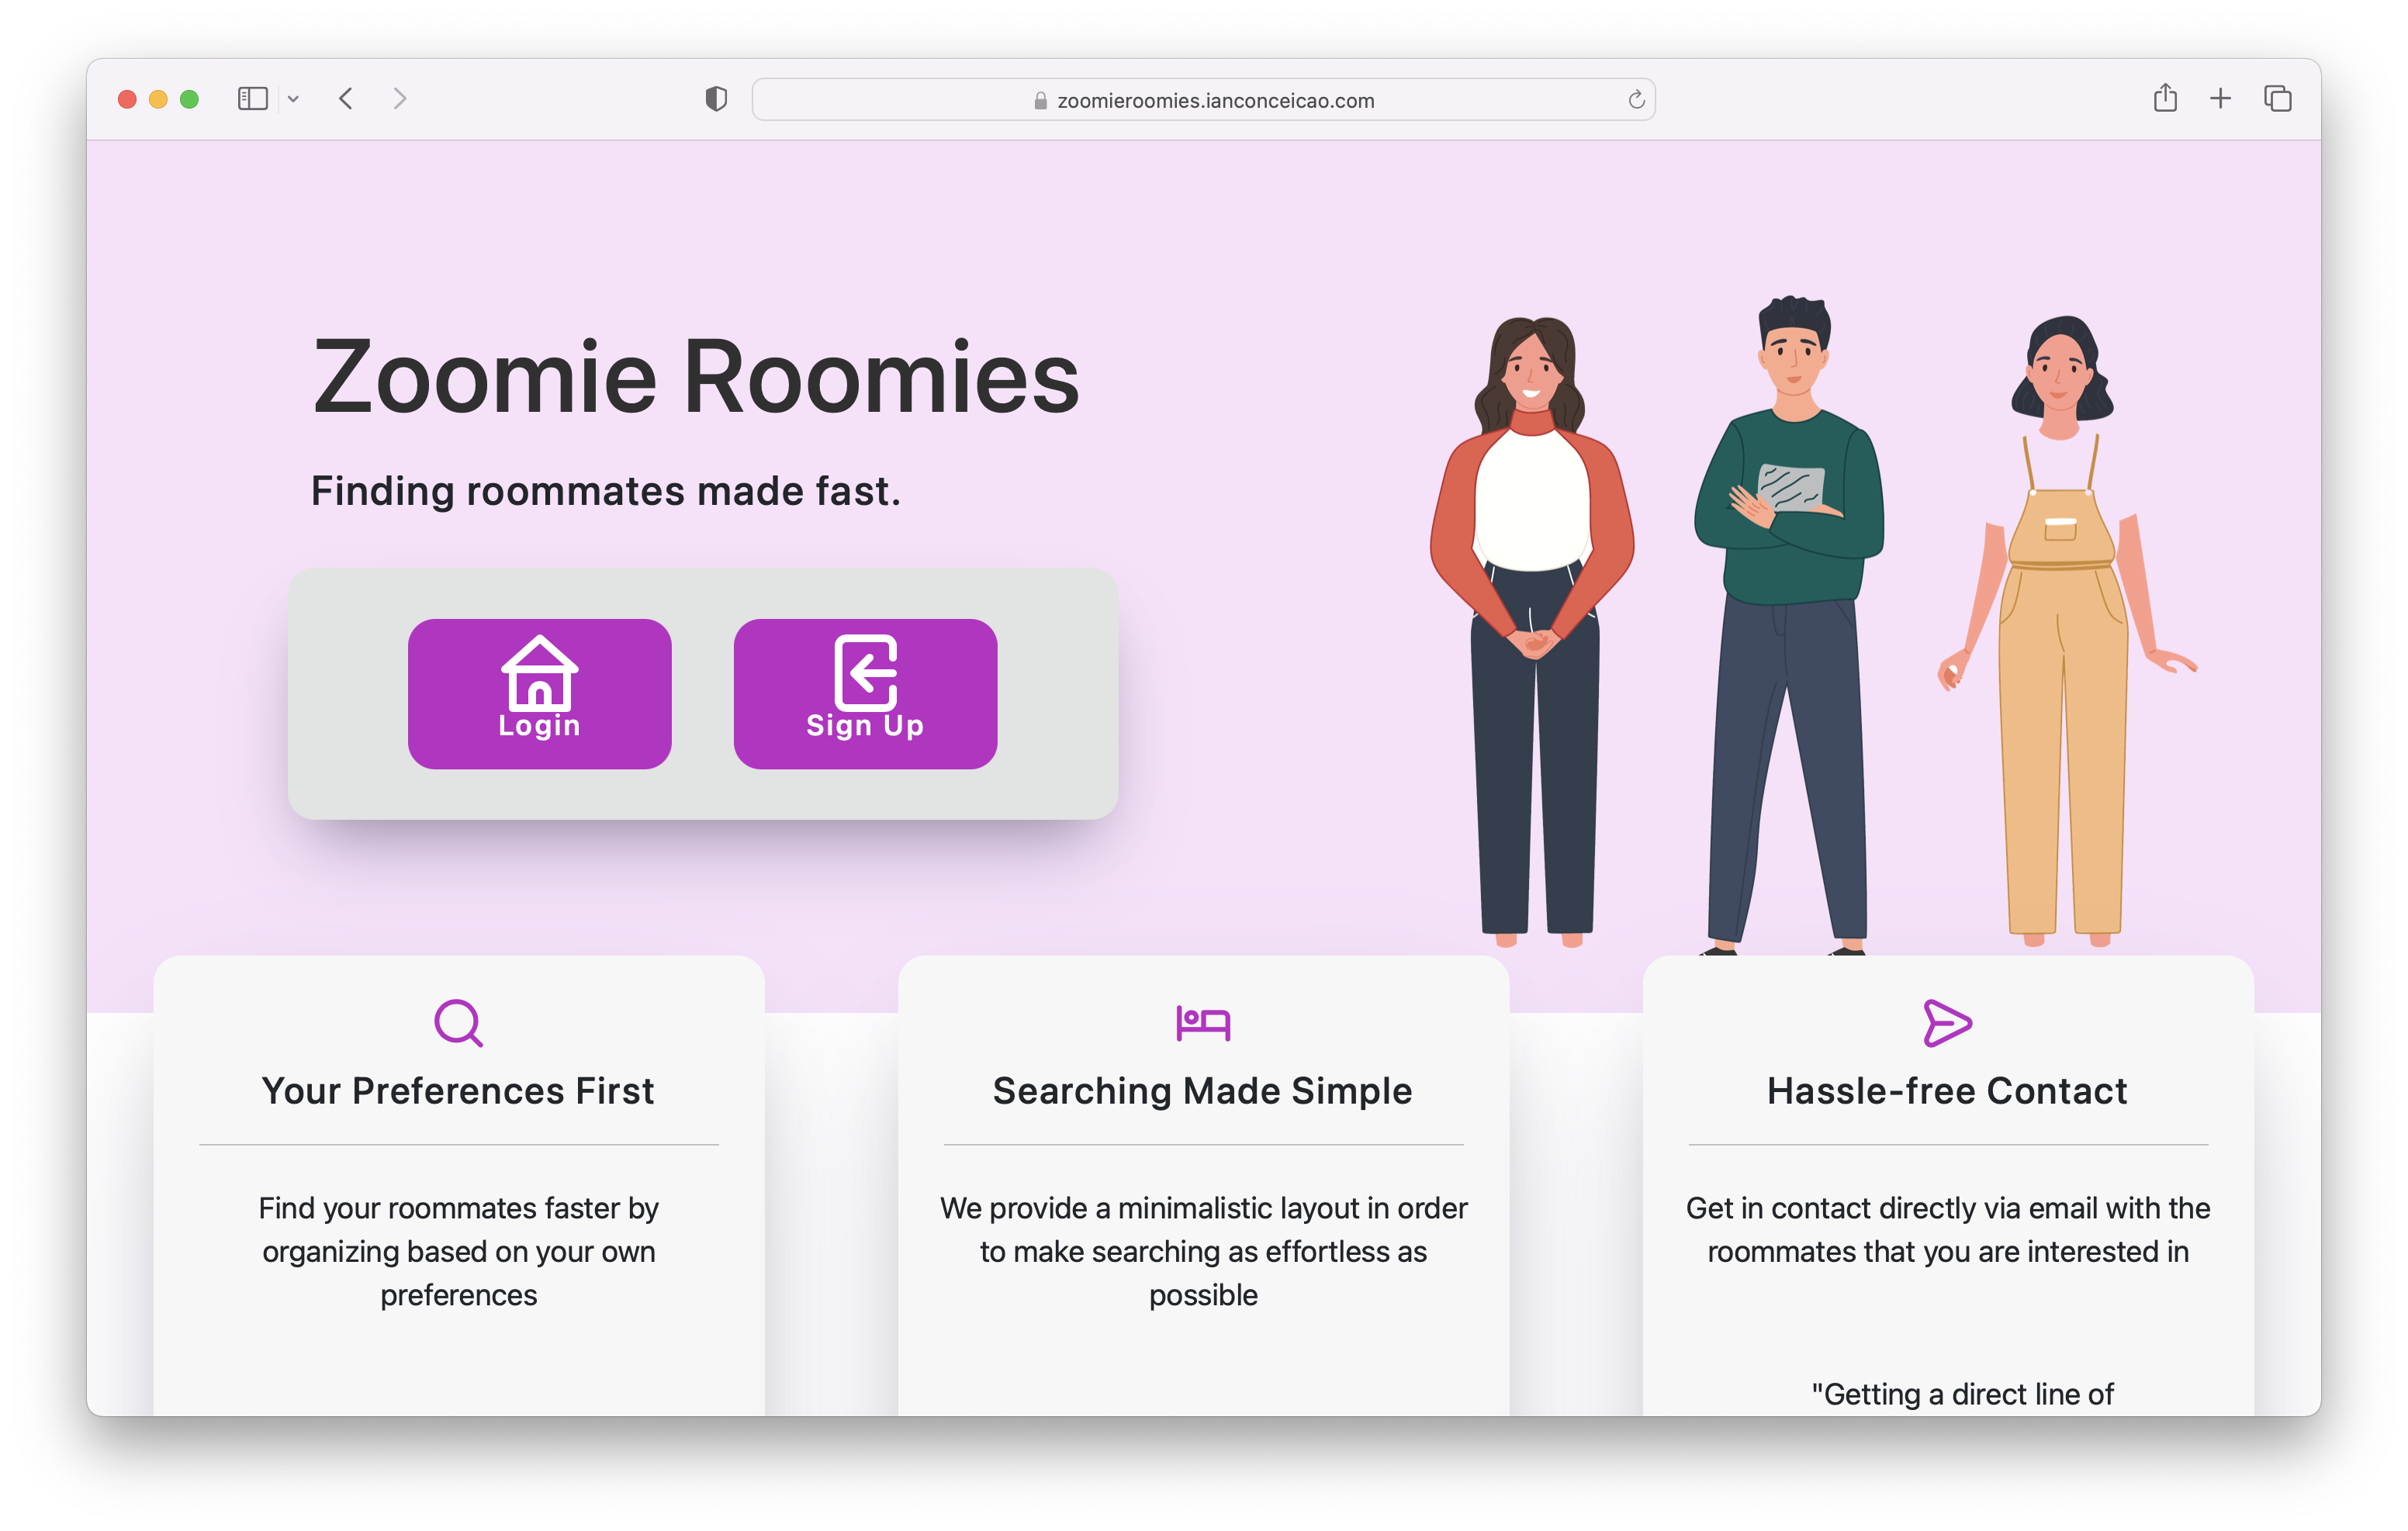 zoomieroomies.ianconceicao.com
Zoomie Roomies
Finding roommates made fast.
Login
Sign Up
Your Preferences First
Find your roommates faster by
organizing based on your own
preferences
Searching Made Simple
We provide a minimalistic layout in order
to make searching as effortless as
possible
Hassle-free Contact
Get in contact directly via email with the
roommates that you are interested in
"Getting a direct line of